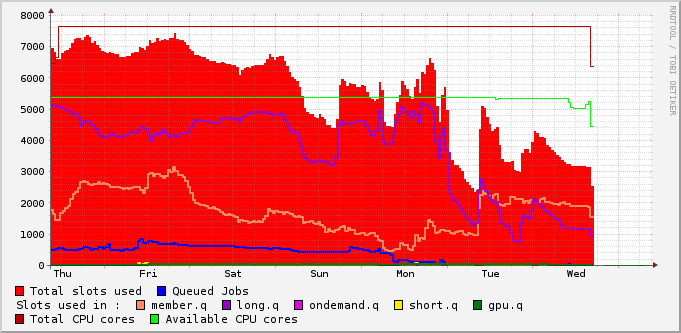 8000
7000
6000
5000
4000
3000
2000
1000
0
Thu Fri Sat Sun Mon Tue Wed
Total slots used Queued Jobs
Slots used in : member.q long.q ondemand.q short.q gpu.q
Total CPU cores Available CPU cores
RRDTOOL / TOBI OETIKER